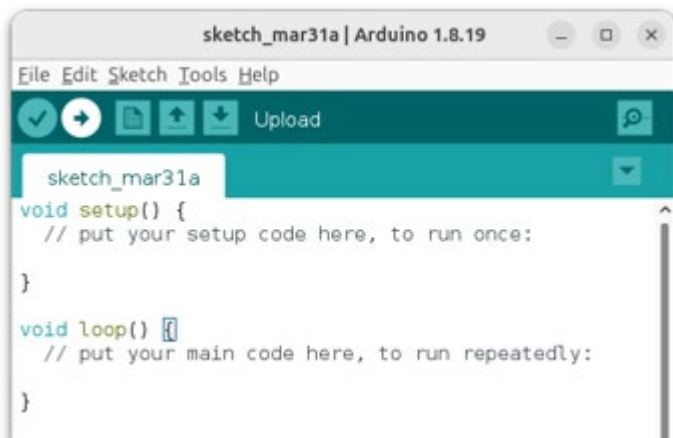 sketch_mar31a | Arduino 1.8.19
File Edit Sketch Tools Help
Upload
sketch_mar31a
void setup() {
  // put your setup code here, to run once:
}
void loop() {
  // put your main code here, to run repeatedly:
}